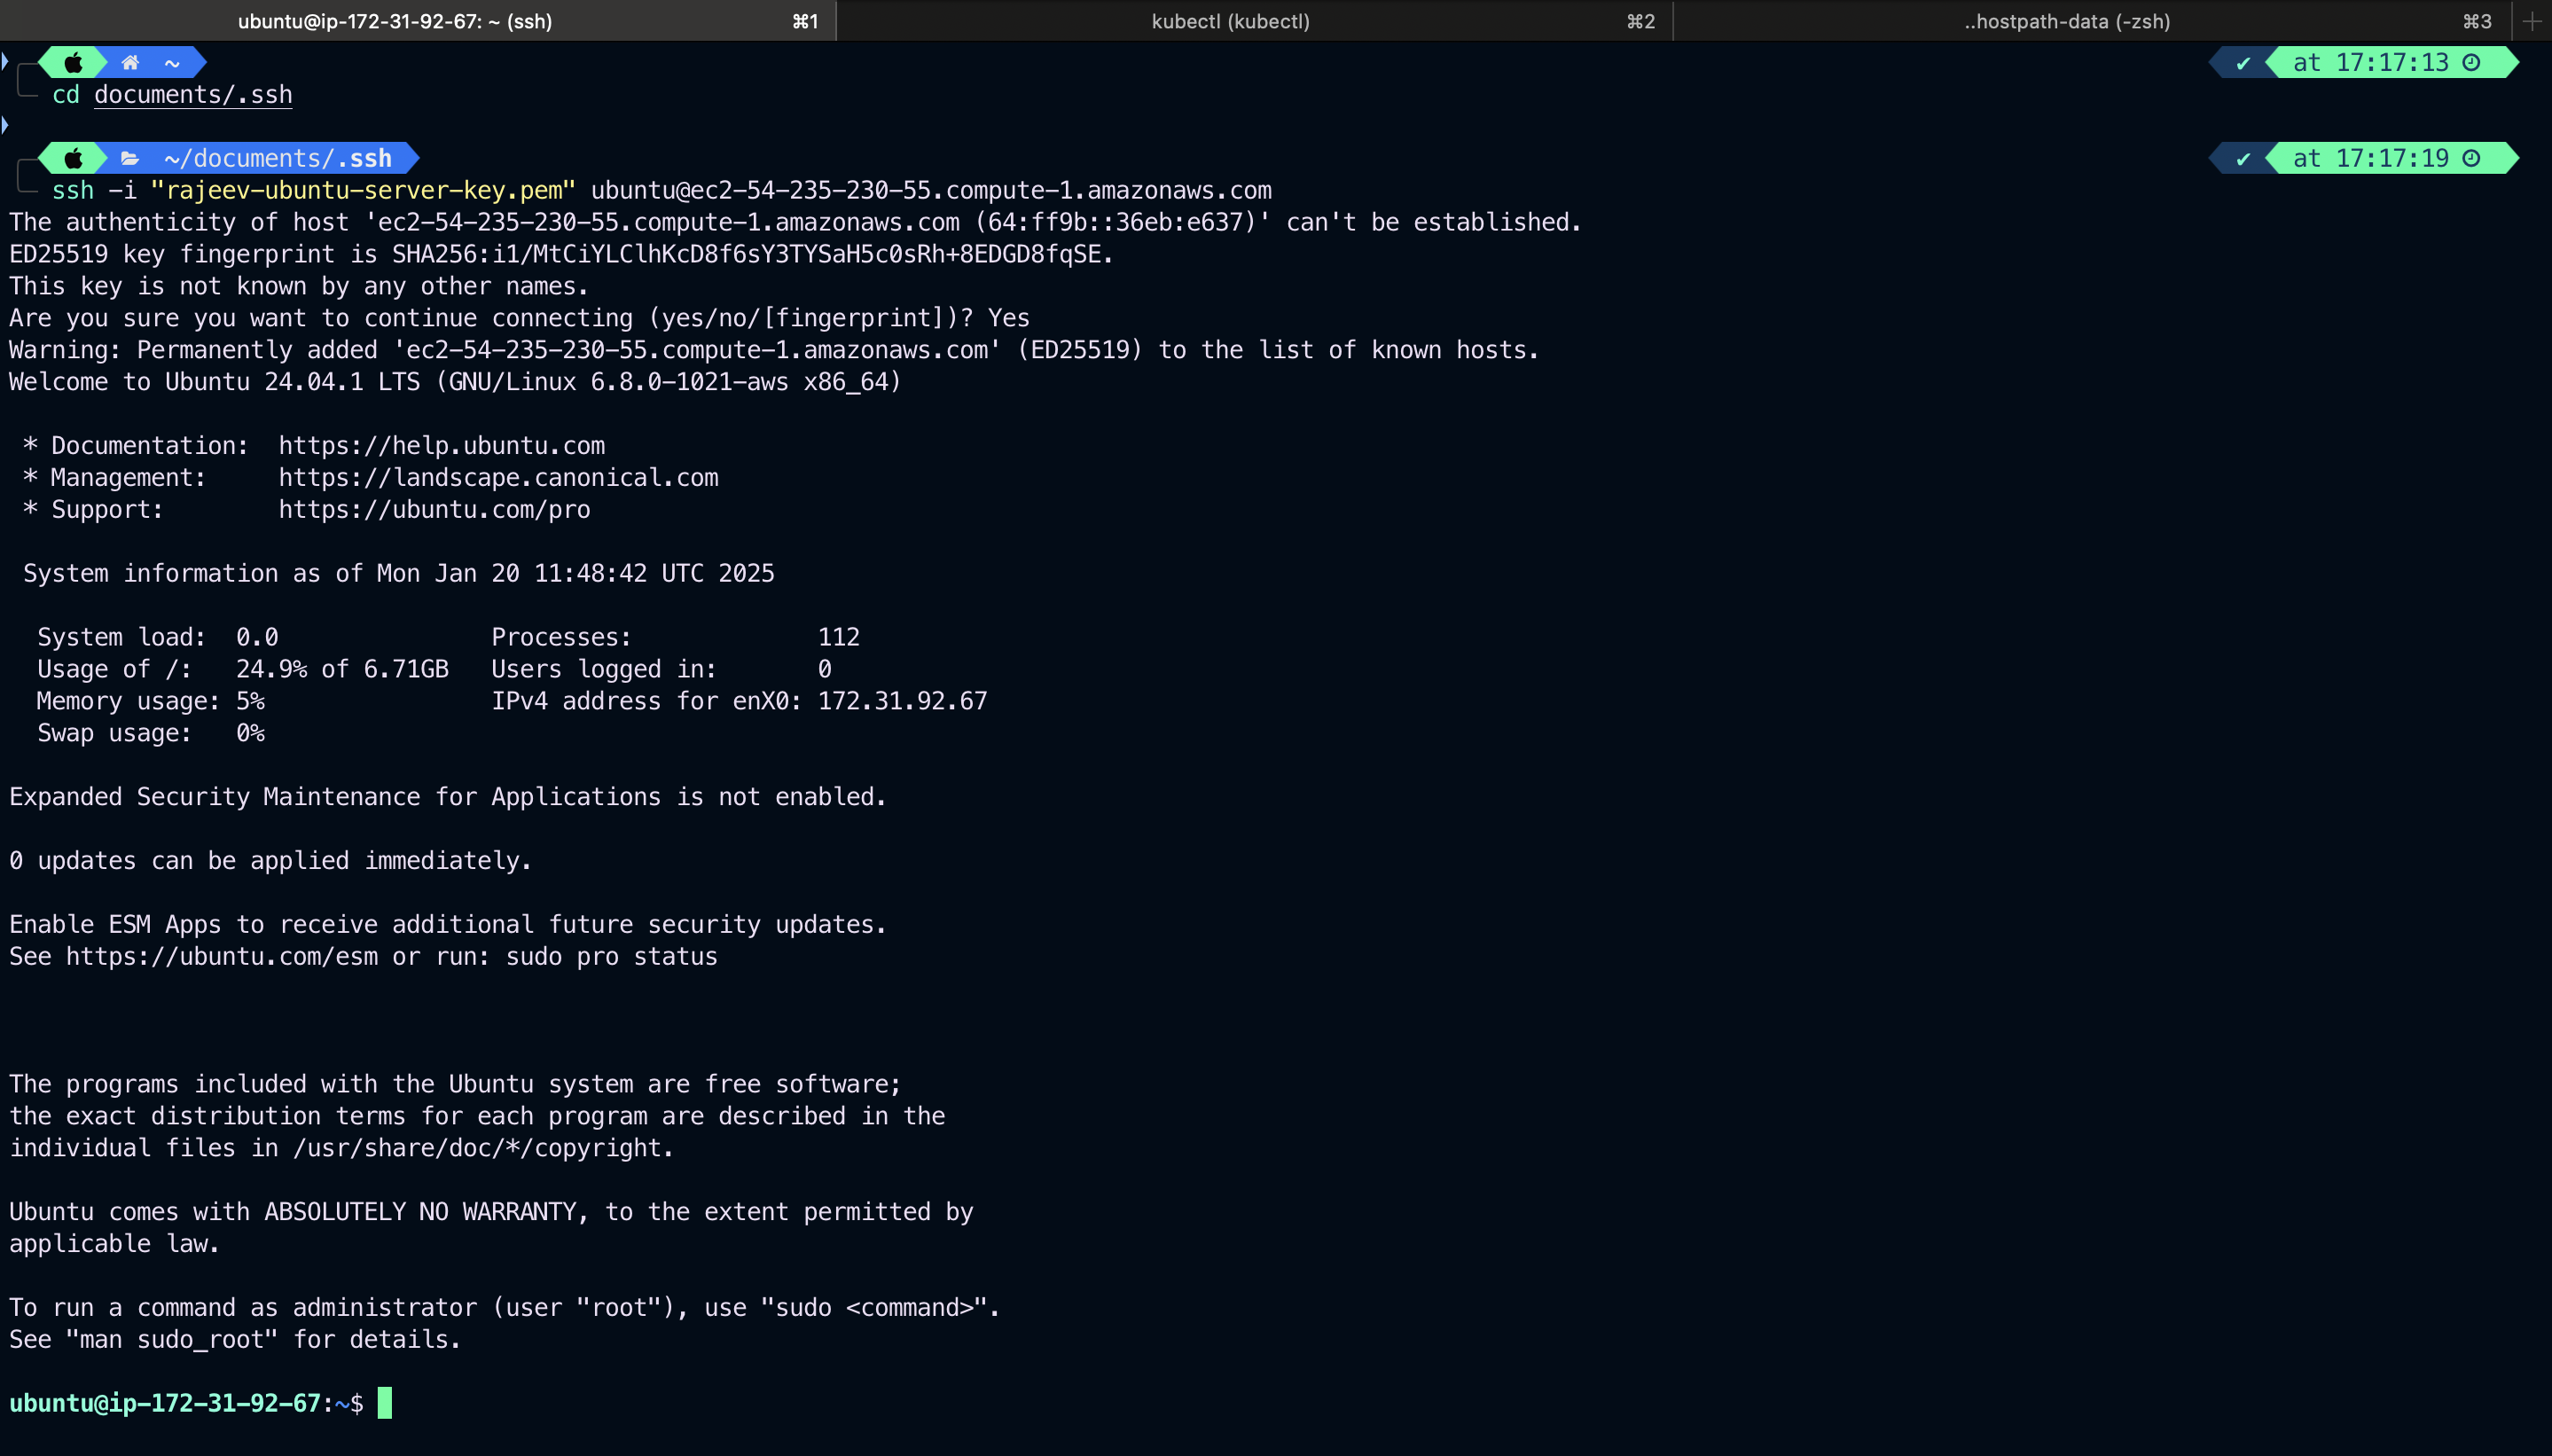 ubuntu@ip-172-31-92-67: ~ (ssh) ⌘1 kubectl (kubectl) ⌘2 ..hostpath-data (-zsh) ⌘3 +
~ ✔ at 17:17:13
cd documents/.ssh
~/documents/.ssh ✔ at 17:17:19
ssh -i "rajeev-ubuntu-server-key.pem" ubuntu@ec2-54-235-230-55.compute-1.amazonaws.com
The authenticity of host 'ec2-54-235-230-55.compute-1.amazonaws.com (64:ff9b::36eb:e637)' can't be established.
ED25519 key fingerprint is SHA256:i1/MtCiYLClhKcD8f6sY3TYSaH5c0sRh+8EDGD8fqSE.
This key is not known by any other names.
Are you sure you want to continue connecting (yes/no/[fingerprint])? Yes
Warning: Permanently added 'ec2-54-235-230-55.compute-1.amazonaws.com' (ED25519) to the list of known hosts.
Welcome to Ubuntu 24.04.1 LTS (GNU/Linux 6.8.0-1021-aws x86_64)
* Documentation: https://help.ubuntu.com
* Management: https://landscape.canonical.com
* Support: https://ubuntu.com/pro
System information as of Mon Jan 20 11:48:42 UTC 2025
System load: 0.0 Processes: 112
Usage of /: 24.9% of 6.71GB Users logged in: 0
Memory usage: 5% IPv4 address for enX0: 172.31.92.67
Swap usage: 0%
Expanded Security Maintenance for Applications is not enabled.
0 updates can be applied immediately.
Enable ESM Apps to receive additional future security updates.
See https://ubuntu.com/esm or run: sudo pro status
The programs included with the Ubuntu system are free software;
the exact distribution terms for each program are described in the
individual files in /usr/share/doc/*/copyright.
Ubuntu comes with ABSOLUTELY NO WARRANTY, to the extent permitted by
applicable law.
To run a command as administrator (user "root"), use "sudo <command>".
See "man sudo_root" for details.
ubuntu@ip-172-31-92-67:~$